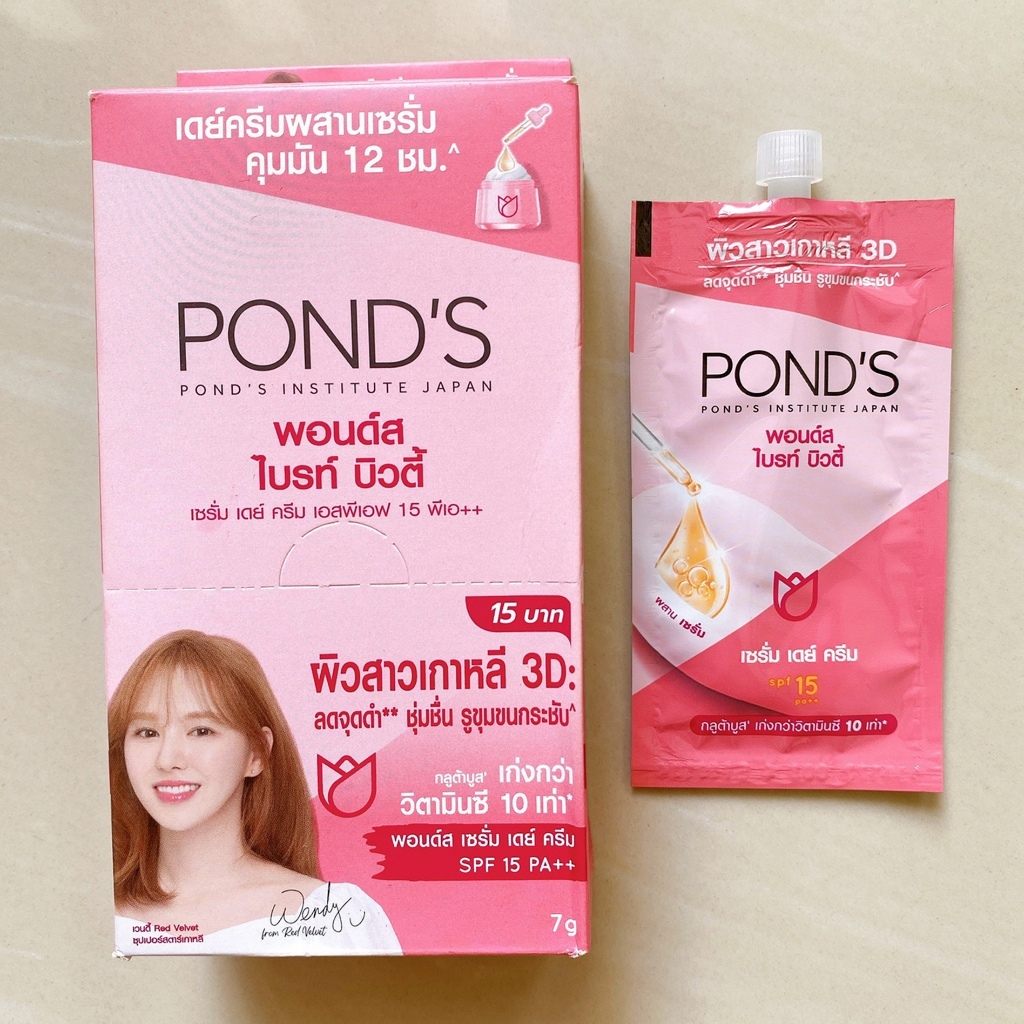 เดย์ครีมผสานเซรั่ม
คุมมัน 12 ชม.^
POND'S
POND'S INSTITUTE JAPAN
พอนด์ส
ไบรท์ บิวตี้
เซรั่ม เดย์ ครีม เอสพีเอฟ 15 พีเอ++
15 บาท
ผิวสาวเกาหลี 3D:
ลดจุดดำ** ชุ่มชื่น รูขุมขนกระชับ^
กลูต้าบูส' เก่งกว่า
วิตามินซี 10 เท่า*
พอนด์ส เซรั่ม เดย์ ครีม
SPF 15 PA++
Wendy
from Red Velvet
เวนดี้ Red Velvet
ซุปเปอร์สตาร์เกาหลี
7g
ผิวสาวเกาหลี 3D
ลดจุดดำ** ชุ่มชื่น รูขุมขนกระชับ^
POND'S
POND'S INSTITUTE JAPAN
พอนด์ส
ไบรท์ บิวตี้
ผสาน เซรั่ม
เซรั่ม เดย์ ครีม
spf 15
pa++
กลูต้าบูส' เก่งกว่าวิตามินซี 10 เท่า*